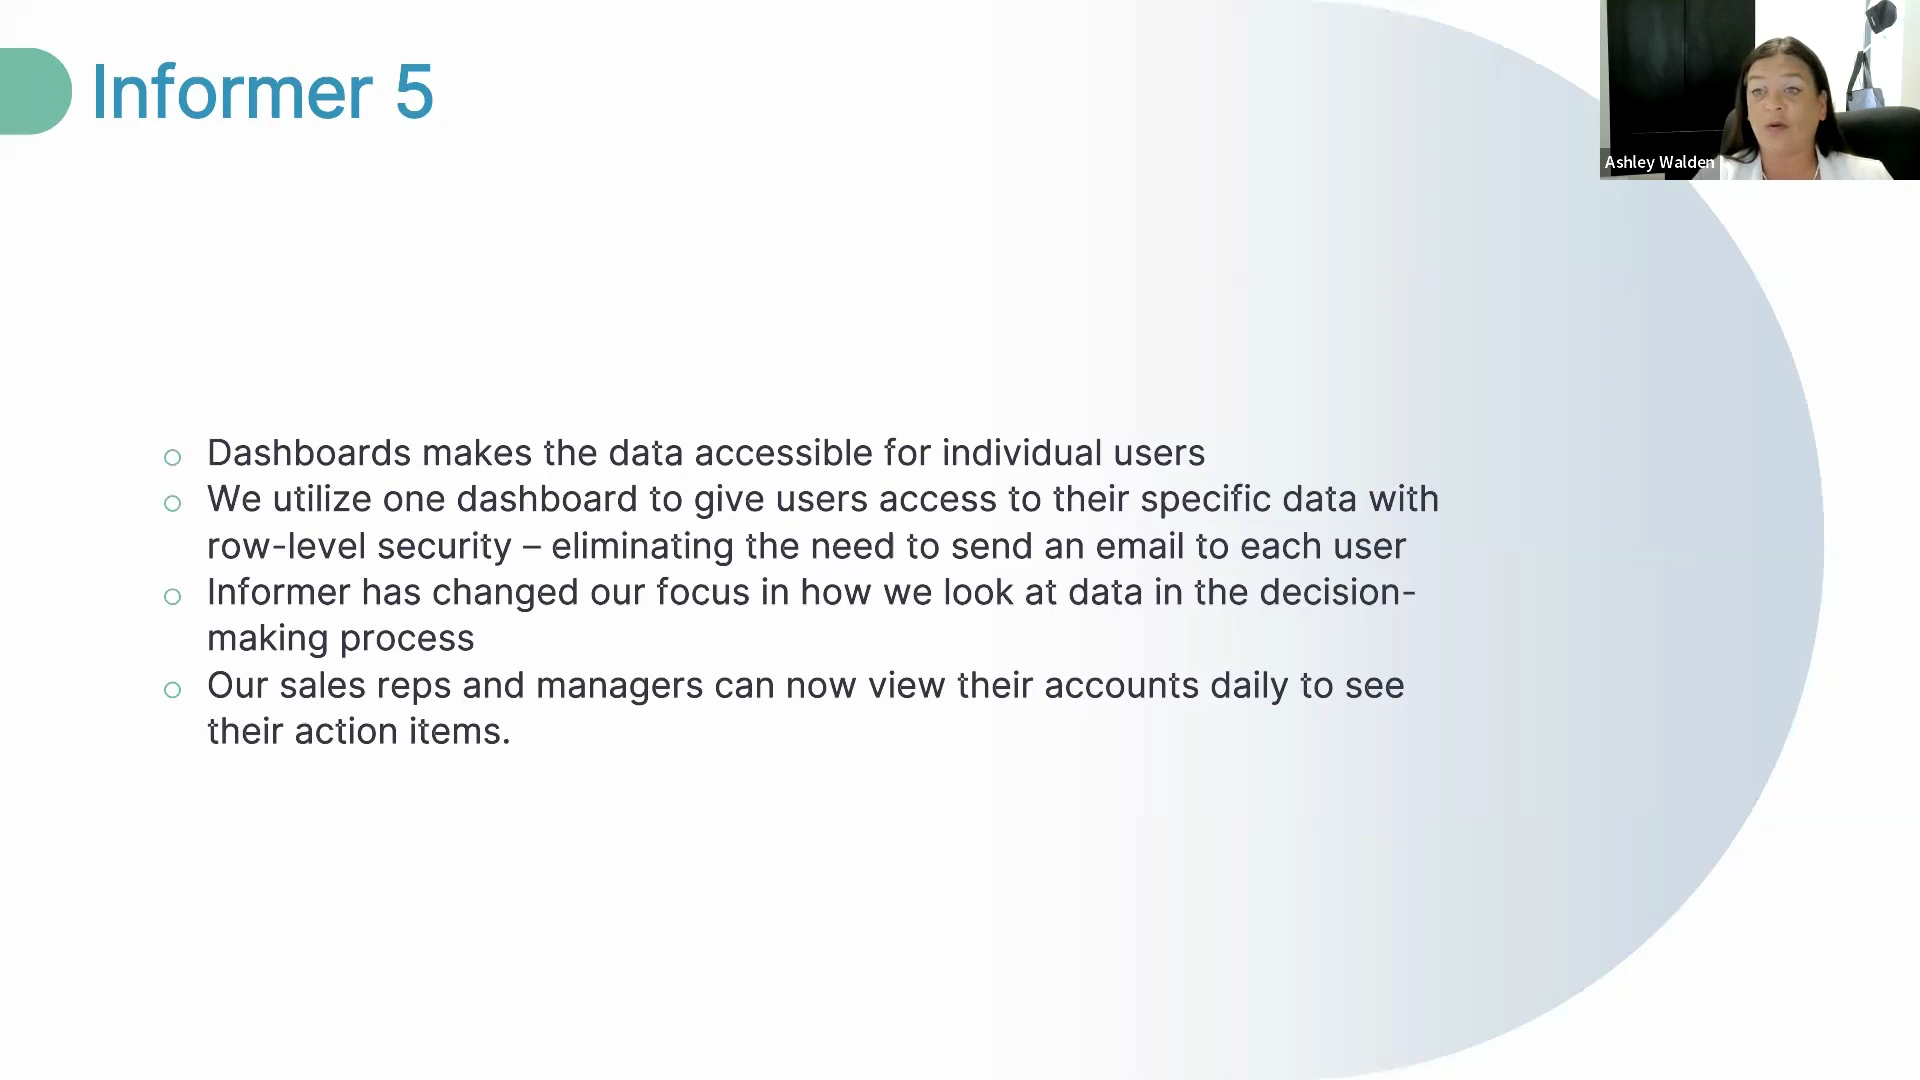 Informer 5
Ashley Walden
Dashboards makes the data accessible for individual users
We utilize one dashboard to give users access to their specific data with
row-level security – eliminating the need to send an email to each user
Informer has changed our focus in how we look at data in the decision-
making process
Our sales reps and managers can now view their accounts daily to see
their action items.